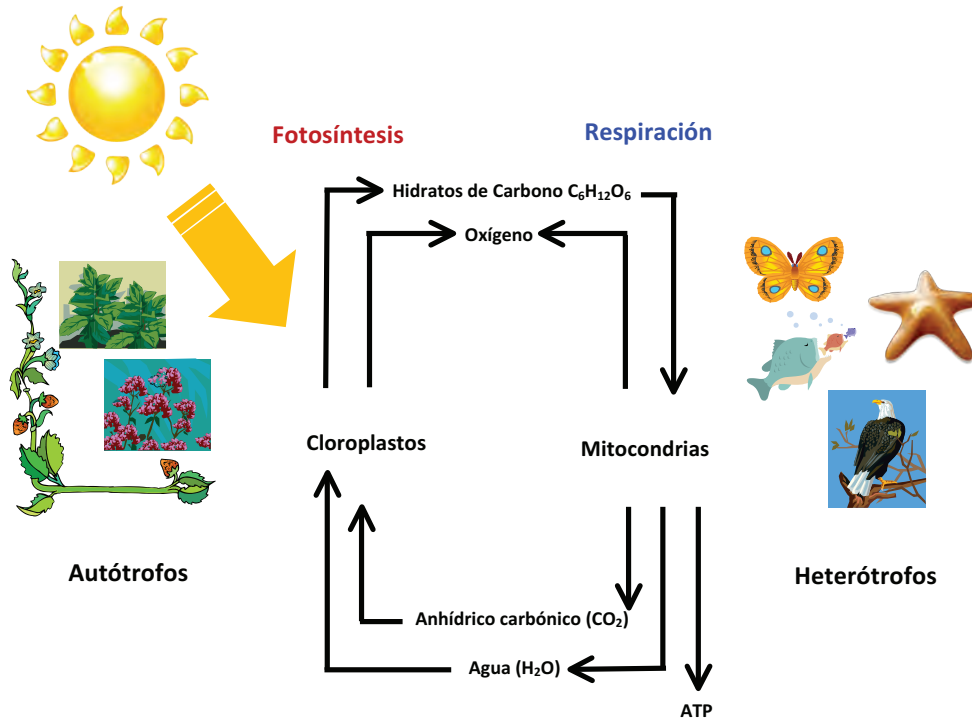 Fotosíntesis
Respiración
Hidratos de Carbono C₆H₁₂O₆
Oxígeno
Cloroplastos
Mitocondrias
Autótrofos
Heterótrofos
Anhídrico carbónico (CO₂)
Agua (H₂O)
ATP